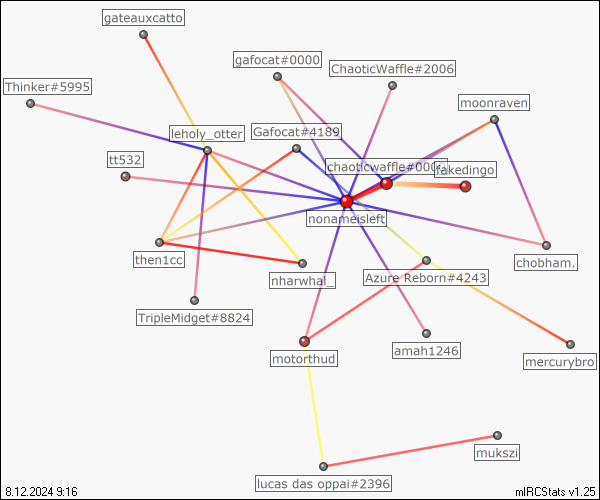 gateauxcatto
gafocat#0000
ChaoticWaffle#2006
Thinker#5995
moonraven
leholy_otter
Gafocat#4189
tt532
fakedingo
nonameisleft
then1cc
chobham.
nharwhal_
Azure Reborn#4243
TripleMidget#8824
motorthud
amah1246
mercurybro
mukszi
lucas das oppai#2396
8.12.2024 9:16
mIRCStats v1.25